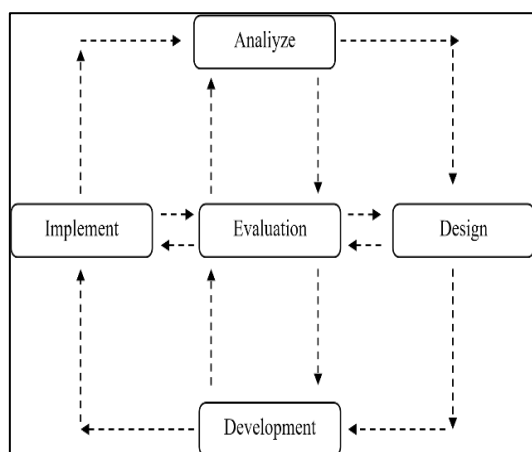 Analiyze
Implement
Evaluation
Design
Development